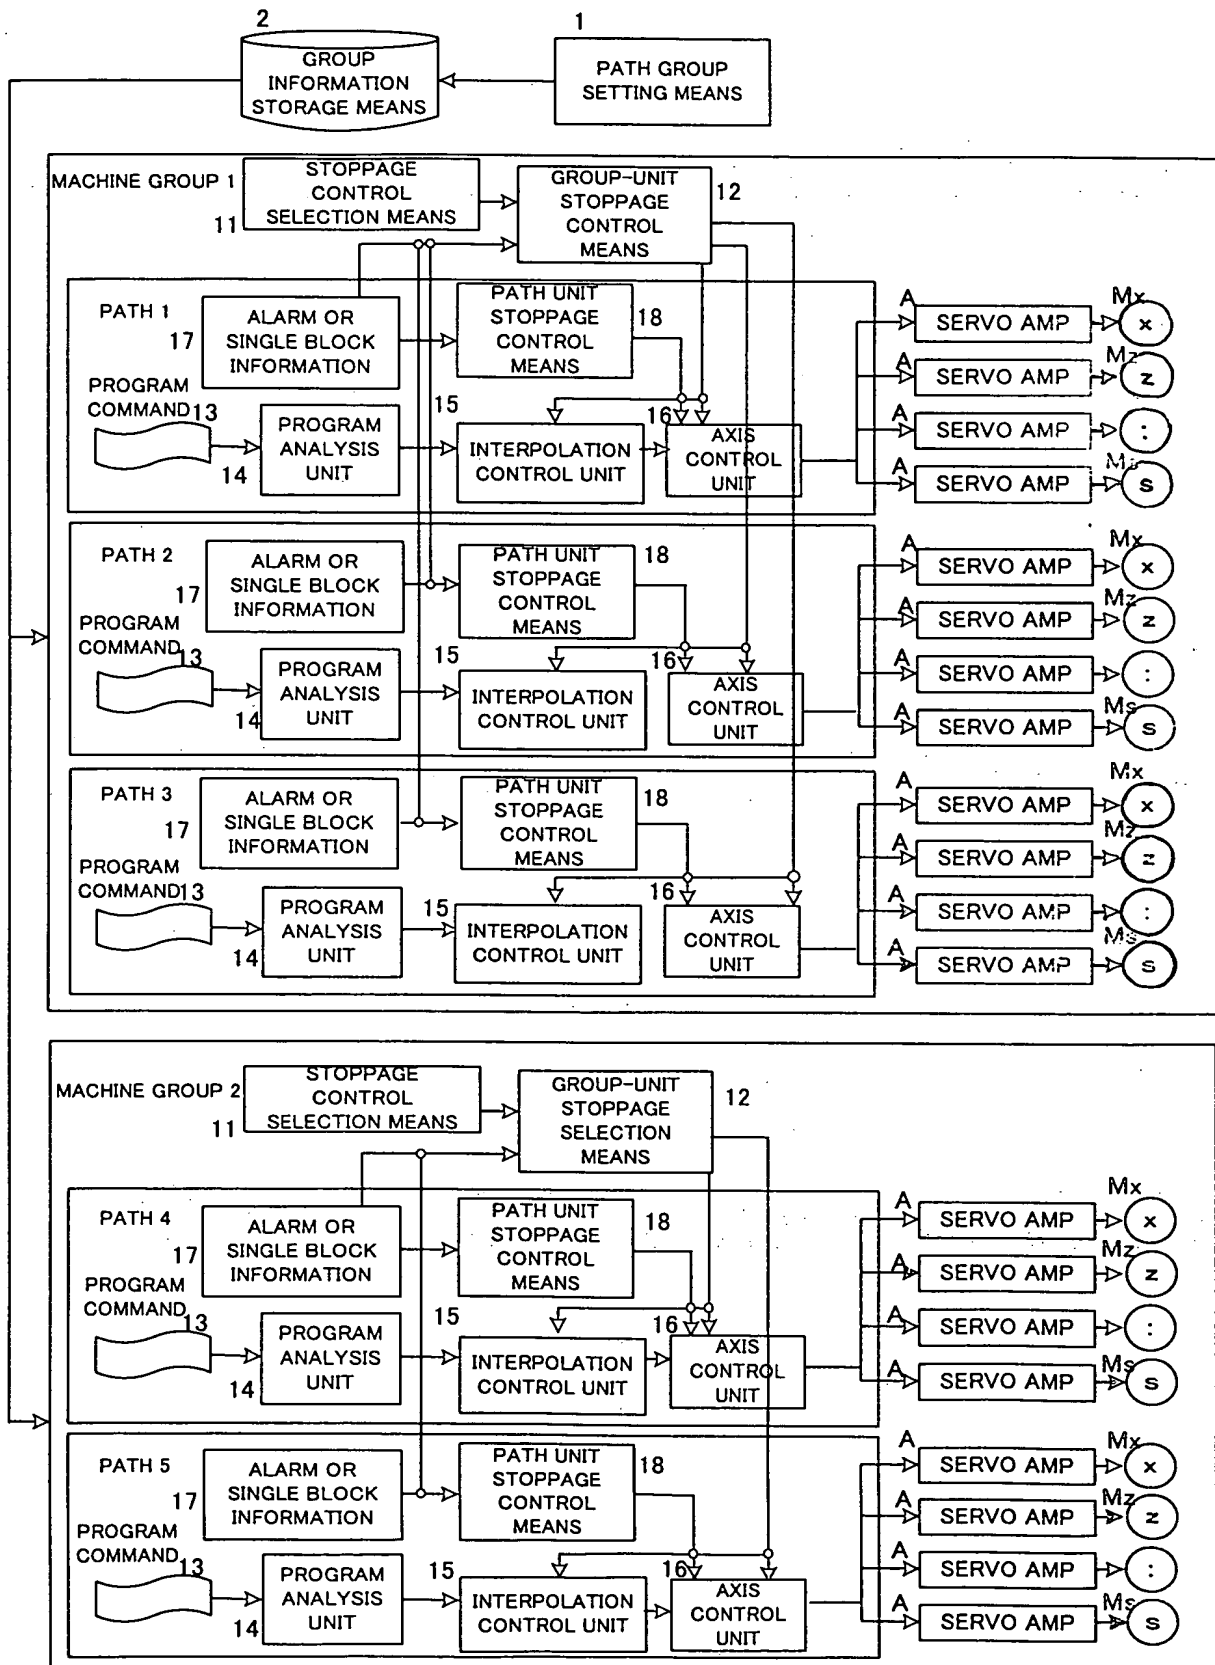 2
1
GROUP
INFORMATION
STORAGE MEANS
PATH GROUP
SETTING MEANS
MACHINE GROUP 1
STOPPAGE
CONTROL
SELECTION MEANS
11
GROUP-UNIT
STOPPAGE
CONTROL
MEANS
12
PATH 1
17
ALARM OR
SINGLE BLOCK
INFORMATION
PATH UNIT
STOPPAGE
CONTROL
MEANS
18
PROGRAM
COMMAND
13
14
PROGRAM
ANALYSIS
UNIT
15
INTERPOLATION
CONTROL UNIT
16
AXIS
CONTROL
UNIT
A
SERVO AMP
Mx
x
A
SERVO AMP
Mz
z
A
SERVO AMP
:
A
SERVO AMP
Ms
s
PATH 2
17
ALARM OR
SINGLE BLOCK
INFORMATION
PATH UNIT
STOPPAGE
CONTROL
MEANS
18
PROGRAM
COMMAND
13
14
PROGRAM
ANALYSIS
UNIT
15
INTERPOLATION
CONTROL UNIT
16
AXIS
CONTROL
UNIT
A
SERVO AMP
Mx
x
A
SERVO AMP
Mz
z
A
SERVO AMP
:
A
SERVO AMP
Ms
s
PATH 3
17
ALARM OR
SINGLE BLOCK
INFORMATION
PATH UNIT
STOPPAGE
CONTROL
MEANS
18
PROGRAM
COMMAND
13
14
PROGRAM
ANALYSIS
UNIT
15
INTERPOLATION
CONTROL UNIT
16
AXIS
CONTROL
UNIT
A
SERVO AMP
Mx
x
A
SERVO AMP
Mz
z
A
SERVO AMP
:
A
SERVO AMP
Ms
s
MACHINE GROUP 2
STOPPAGE
CONTROL
SELECTION MEANS
11
GROUP-UNIT
STOPPAGE
SELECTION
MEANS
12
PATH 4
17
ALARM OR
SINGLE BLOCK
INFORMATION
PATH UNIT
STOPPAGE
CONTROL
MEANS
18
PROGRAM
COMMAND
13
14
PROGRAM
ANALYSIS
UNIT
15
INTERPOLATION
CONTROL UNIT
16
AXIS
CONTROL
UNIT
A
SERVO AMP
Mx
x
A
SERVO AMP
Mz
z
A
SERVO AMP
:
A
SERVO AMP
Ms
s
PATH 5
17
ALARM OR
SINGLE BLOCK
INFORMATION
PATH UNIT
STOPPAGE
CONTROL
MEANS
18
PROGRAM
COMMAND
13
14
PROGRAM
ANALYSIS
UNIT
15
INTERPOLATION
CONTROL UNIT
16
AXIS
CONTROL
UNIT
A
SERVO AMP
Mx
x
A
SERVO AMP
Mz
z
A
SERVO AMP
:
A
SERVO AMP
Ms
s